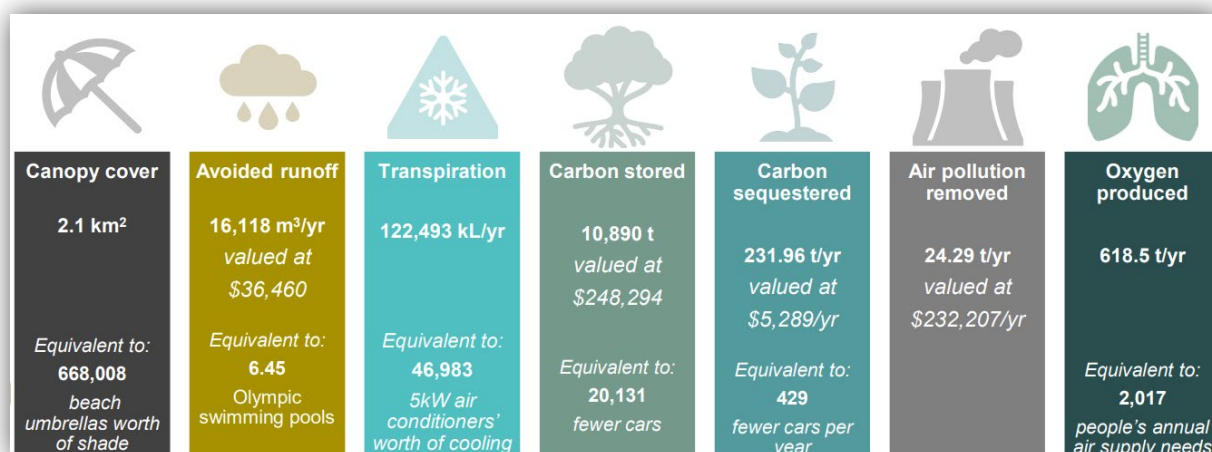 Canopy cover
2.1 km²
Equivalent to:
668,008
beach
umbrellas worth
of shade
Avoided runoff
16,118 m³/yr
valued at
$36,460
Equivalent to:
6.45
Olympic
swimming pools
Transpiration
122,493 kL/yr
Equivalent to:
46,983
5kW air
conditioners'
worth of cooling
Carbon stored
10,890 t
valued at
$248,294
Equivalent to:
20,131
fewer cars
Carbon
sequestered
231.96 t/yr
valued at
$5,289/yr
Equivalent to:
429
fewer cars per
year
Air pollution
removed
24.29 t/yr
valued at
$232,207/yr
Oxygen
produced
618.5 t/yr
Equivalent to:
2,017
people's annual
air supply needs